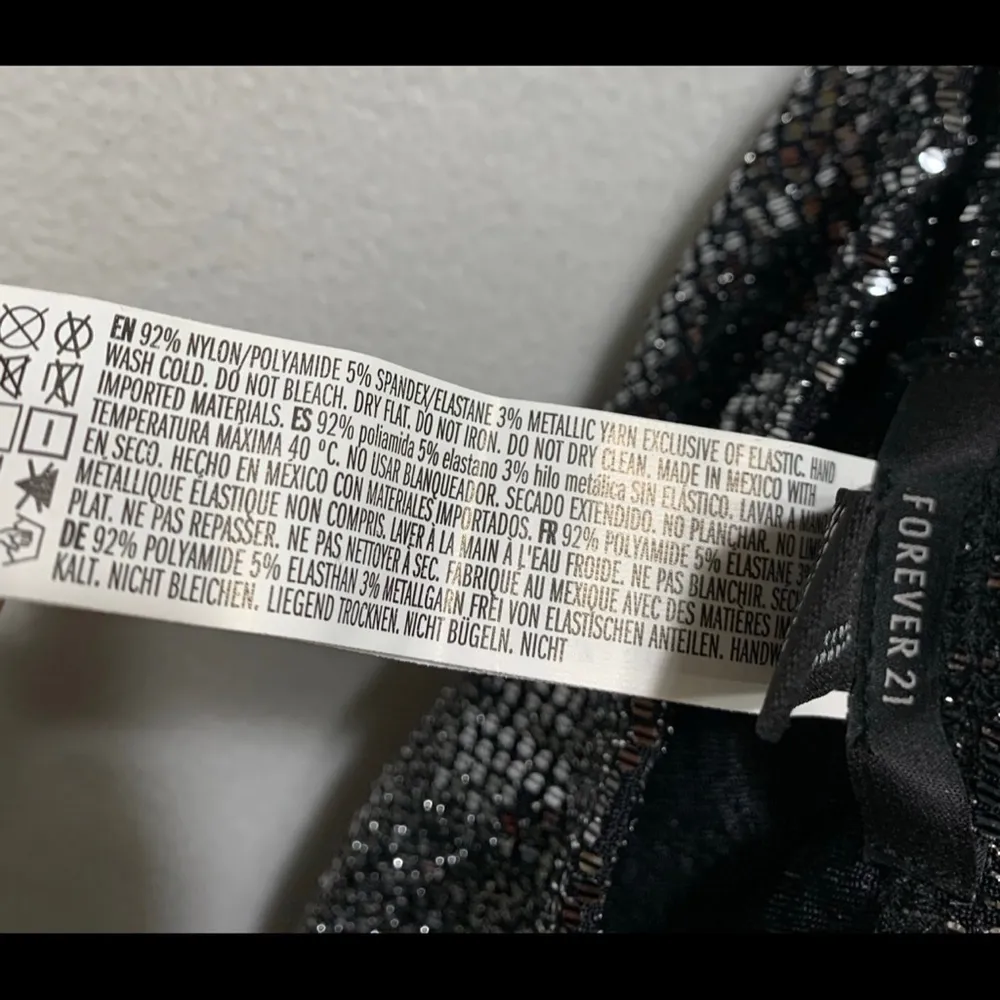 EN 92% NYLON/POLYAMIDE 5% SPANDEX/ELASTANE 3% METALLIC YARN EXCLUSIVE OF ELASTIC. HAND
WASH COLD. DO NOT BLEACH. DRY FLAT. DO NOT IRON. DO NOT DRY CLEAN. MADE IN MEXICO WITH
IMPORTED MATERIALS. ES 92% poliamida 5% elastano 3% hilo metálica SIN ELÁSTICO. LAVAR A
TEMPERATURA MÁXIMA 40 °C. NO USAR BLANQUEADOR. SECADO EXTENDIDO. NO PLANCHAR. NO
EN SECO. HECHO EN MÉXICO CON MATERIALES IMPORTADOS. FR 92% POLYAMIDE 5% ELASTANE
METALLIQUE ÉLASTIQUE NON COMPRIS. LAVER À LA MAIN À L'EAU FROIDE. NE PAS BLANCHIR.
PLAT. NE PAS REPASSER. NE PAS NETTOYER À SEC. FABRIQUÉ AU MEXIQUE AVEC DES MATIÈRES
DE 92% POLYAMIDE 5% ELASTHAN 3% METALLGARN FREI VON ELASTISCHEN ANTEILEN. HANDW
KALT. NICHT BLEICHEN. LIEGEND TROCKNEN. NICHT BÜGELN. NICHT
FOREVER 21